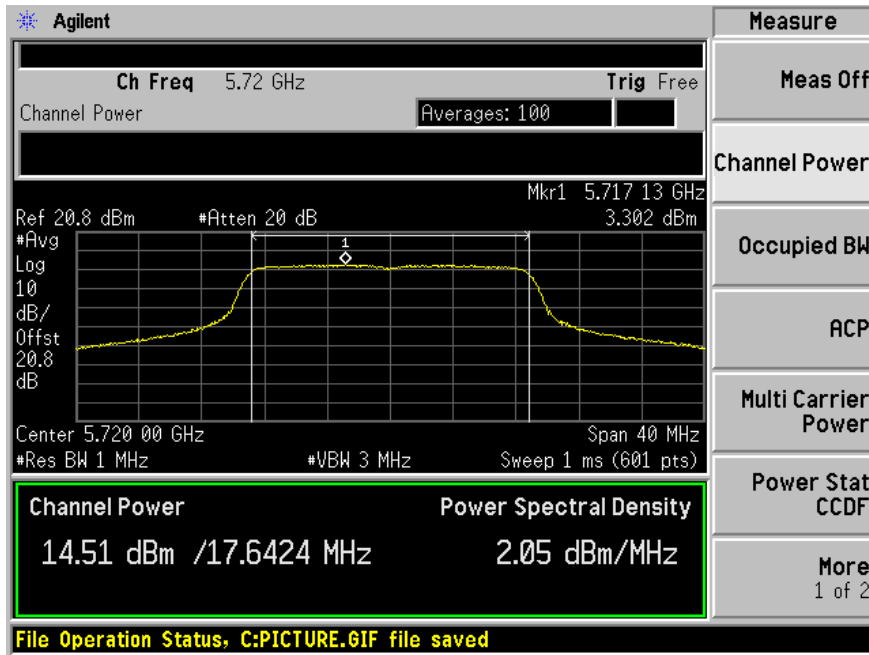 Agilent
Measure
Ch Freq 5.72 GHz Trig Free
Channel Power Averages: 100
Mkr1 5.717 13 GHz
Ref 20.8 dBm #Atten 20 dB 3.302 dBm
#Avg
Log
10
dB/
Offst
20.8
dB
1
Center 5.720 00 GHz Span 40 MHz
#Res BW 1 MHz #VBW 3 MHz Sweep 1 ms (601 pts)
Channel Power Power Spectral Density
14.51 dBm /17.6424 MHz 2.05 dBm/MHz
File Operation Status, C:PICTURE.GIF file saved
Meas Off
Channel Power
Occupied BW
ACP
Multi Carrier
Power
Power Stat
CCDF
More
1 of 2